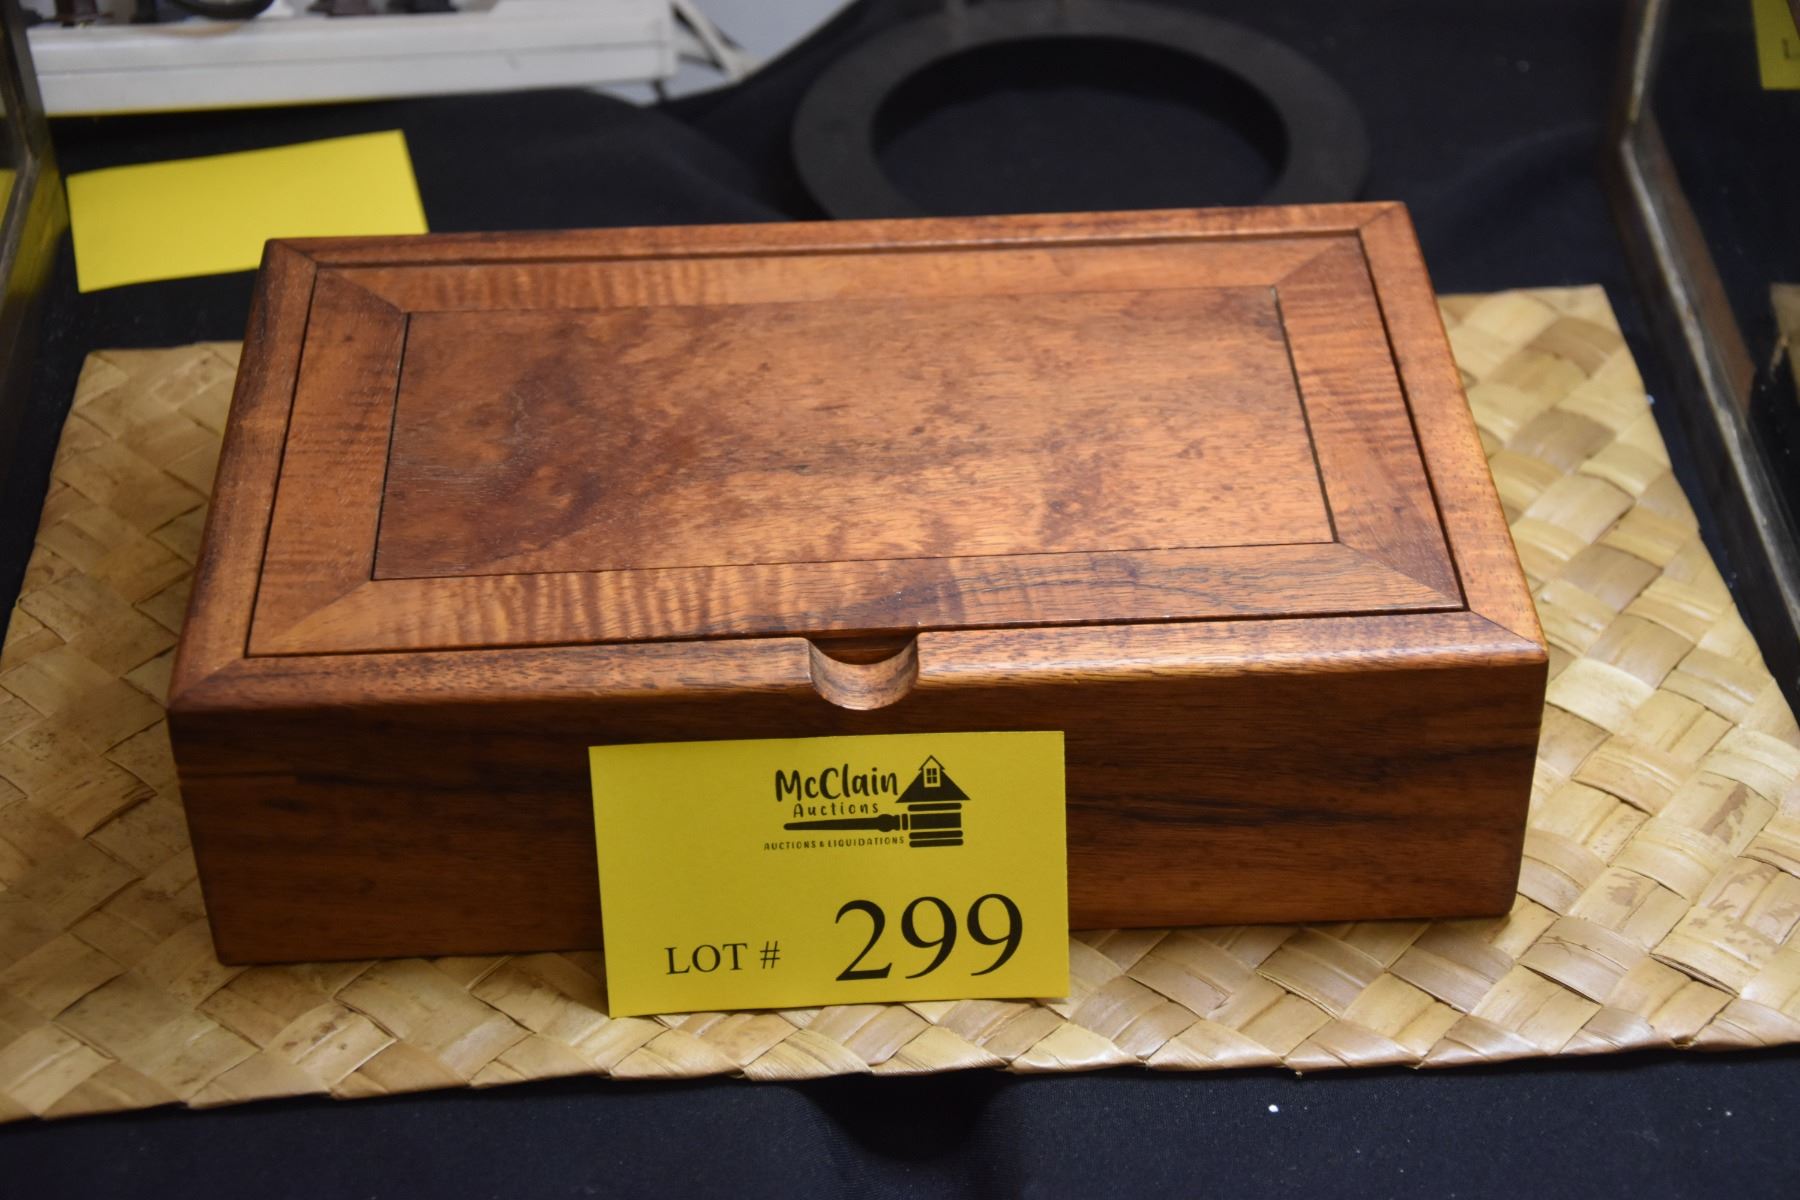 McClain
Auctions
AUCTIONS & LIQUIDATIONS
LOT # 299